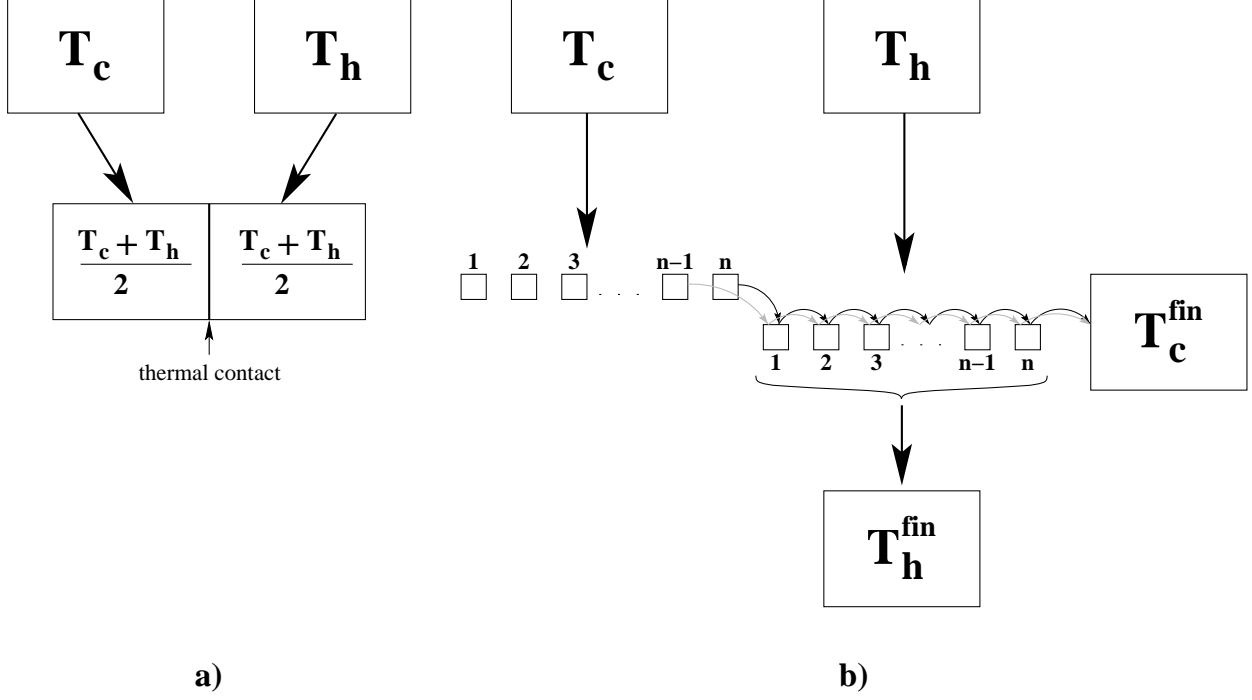 T_c T_h T_c T_h
T_c + T_h T_c + T_h
2 2
thermal contact
1 2 3 . . . n−1 n
1 2 3 . . . n−1 n
T_c^fin
T_h^fin
a) b)